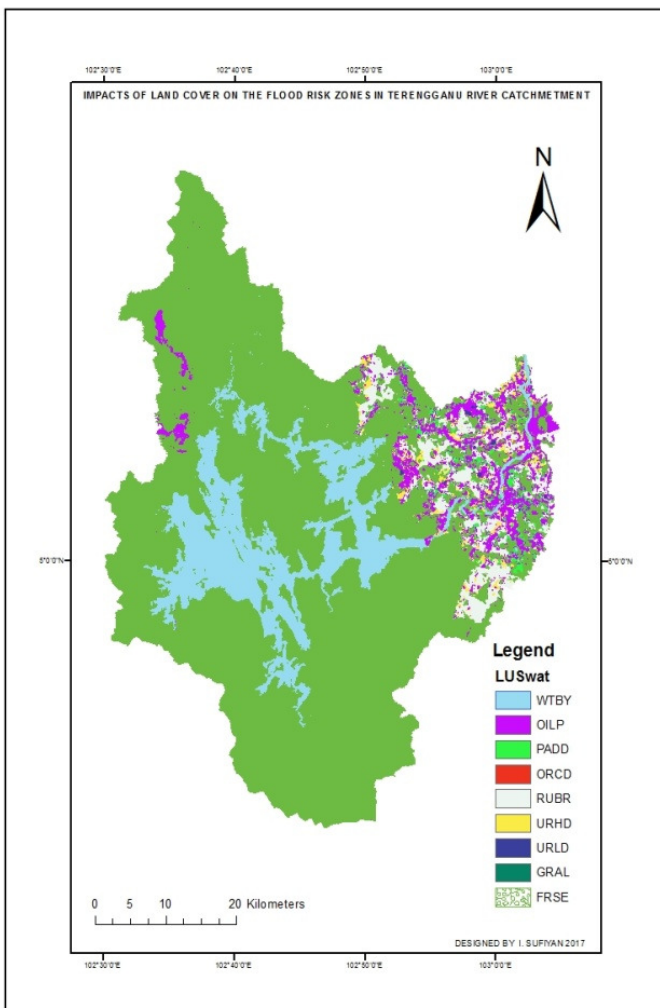 102°30'0"E 102°40'0"E 102°50'0"E 103°0'0"E
IMPACTS OF LAND COVER ON THE FLOOD RISK ZONES IN TERENGGANU RIVER CATCHMETMENT
N
5°0'0"N 5°0'0"N
Legend
LUSwat
WTBY
OILP
PADD
ORCD
RUBR
URHD
URLD
GRAL
FRSE
0 5 10 20 Kilometers
DESIGNED BY I. SUFIYAN 2017
102°30'0"E 102°40'0"E 102°50'0"E 103°0'0"E